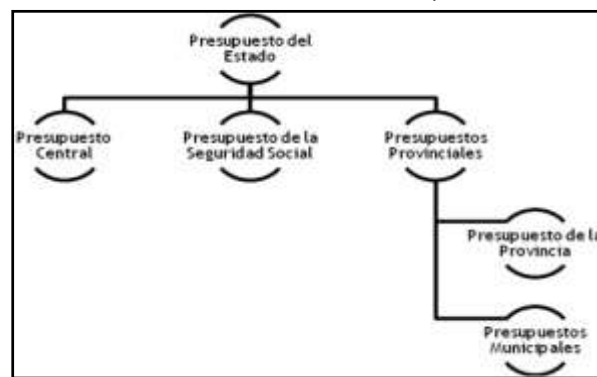 Presupuesto del
Estado
Presupuesto
Central
Presupuesto de la
Seguridad Social
Presupuestos
Provinciales
Presupuesto de la
Provincia
Presupuestos
Municipales